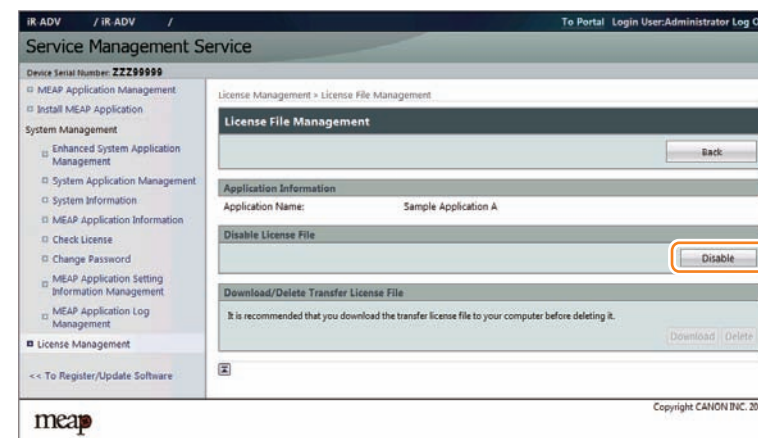 iR-ADV / iR-ADV /
To Portal Login User:Administrator Log O
Service Management Service
Device Serial Number: ZZZ99999
MEAP Application Management
Install MEAP Application
System Management
Enhanced System Application
Management
System Application Management
System Information
MEAP Application Information
Check License
Change Password
MEAP Application Setting
Information Management
MEAP Application Log
Management
License Management
<< To Register/Update Software
License Management > License File Management
License File Management
Back
Application Information
Application Name: Sample Application A
Disable License File
Disable
Download/Delete Transfer License File
It is recommended that you download the transfer license file to your computer before deleting it.
Download Delete
Copyright CANON INC. 20
meap